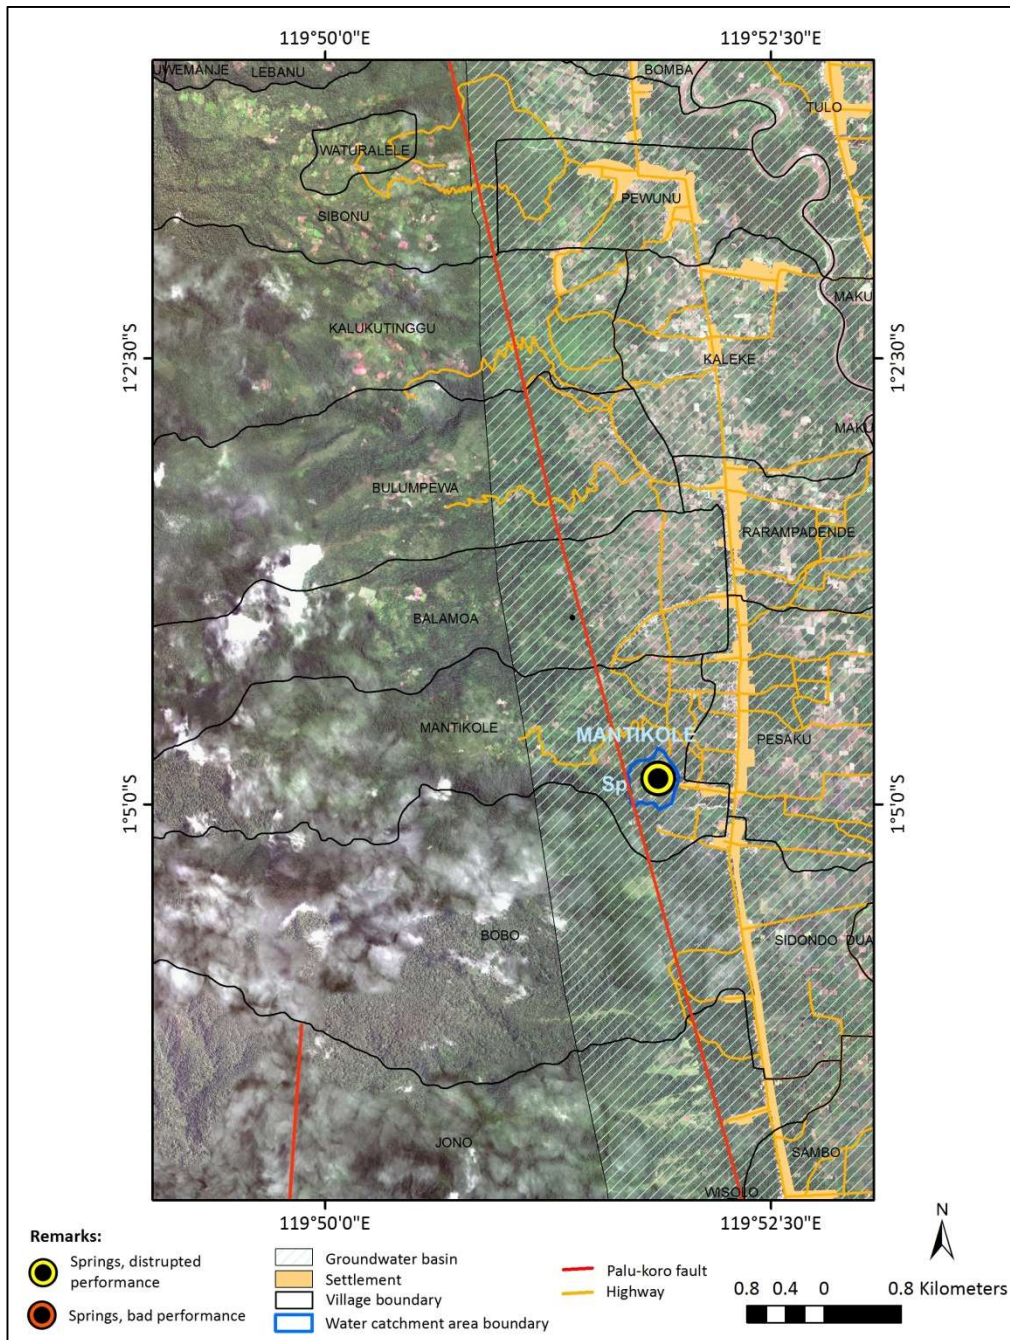 119°50'0"E
119°52'30"E
UWEMANJE
LEBANU
BOMBA
TULO
WATURALELE
PEWUNU
SIBONU
MAKU
KALUKUTINGGU
KALEKE
1°2'30"S
1°2'30"S
MAKU
BULUMPEWA
RARAMPADENDE
BALAMOA
MANTIKOLE
MANTIKOLE
PESAKU
Sp
1°5'0"S
1°5'0"S
BOBO
SIDONDO DUA
JONO
SAMBO
WISOLO
119°50'0"E
119°52'30"E
Remarks:
Springs, distrupted
performance
Springs, bad performance
Groundwater basin
Settlement
Village boundary
Water catchment area boundary
Palu-koro fault
Highway
N
0.8 0.4 0 0.8 Kilometers